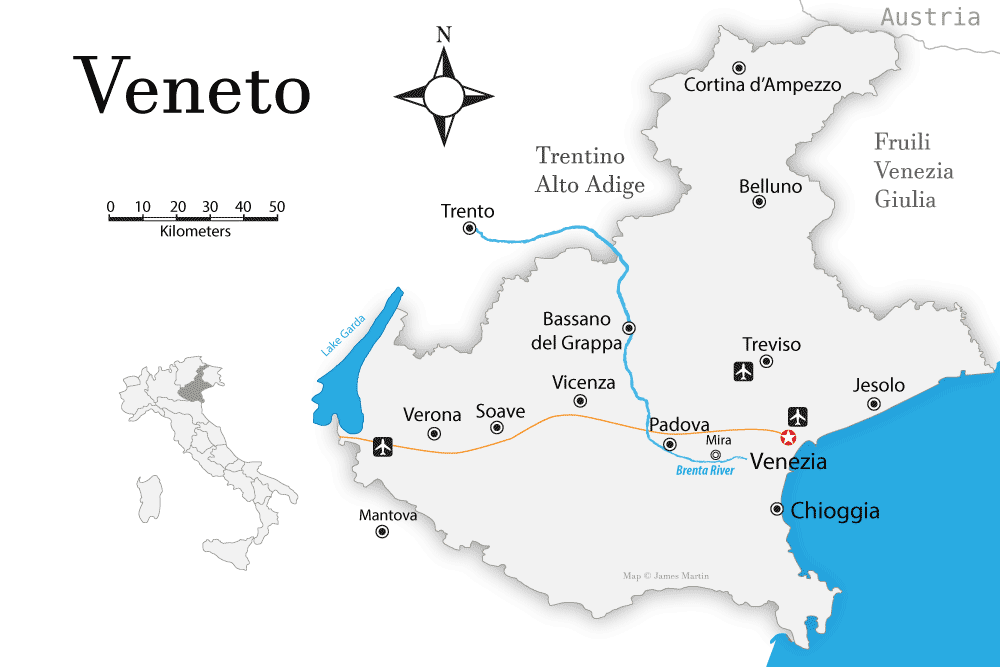 Austria
N
Veneto
Cortina d'Ampezzo
Fruili
Venezia
Giulia
Trentino
Alto Adige
Belluno
0 10 20 30 40 50
Kilometers
Trento
Lake Garda
Bassano
del Grappa
Treviso
Vicenza
Jesolo
Verona
Soave
Padova
Mira
Venezia
Brenta River
Mantova
Chioggia
Map © James Martin